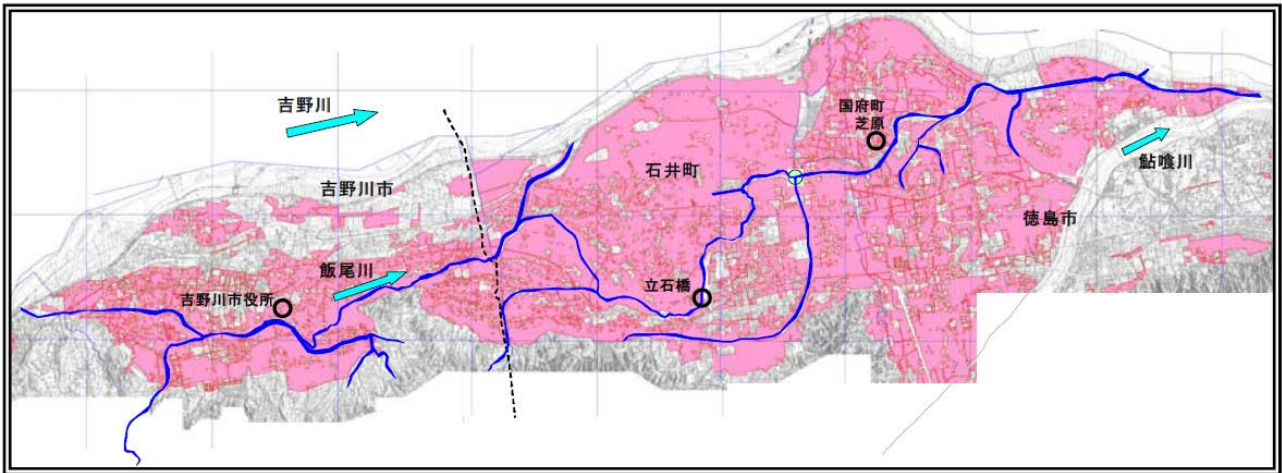 吉野川
吉野川市
飯尾川
吉野川市役所
石井町
立石橋
国府町
芝原
徳島市
鮎喰川